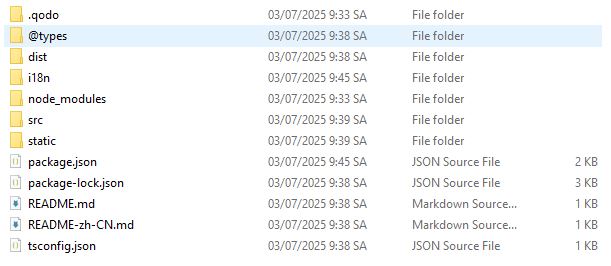 .qodo 03/07/2025 9:33 SA File folder
@types 03/07/2025 9:38 SA File folder
dist 03/07/2025 9:38 SA File folder
i18n 03/07/2025 9:45 SA File folder
node_modules 03/07/2025 9:33 SA File folder
src 03/07/2025 9:39 SA File folder
static 03/07/2025 9:39 SA File folder
package.json 03/07/2025 9:45 SA JSON Source File 2 KB
package-lock.json 03/07/2025 9:38 SA JSON Source File 3 KB
README.md 03/07/2025 9:38 SA Markdown Source... 1 KB
README-zh-CN.md 03/07/2025 9:38 SA Markdown Source... 1 KB
tsconfig.json 03/07/2025 9:38 SA JSON Source File 1 KB